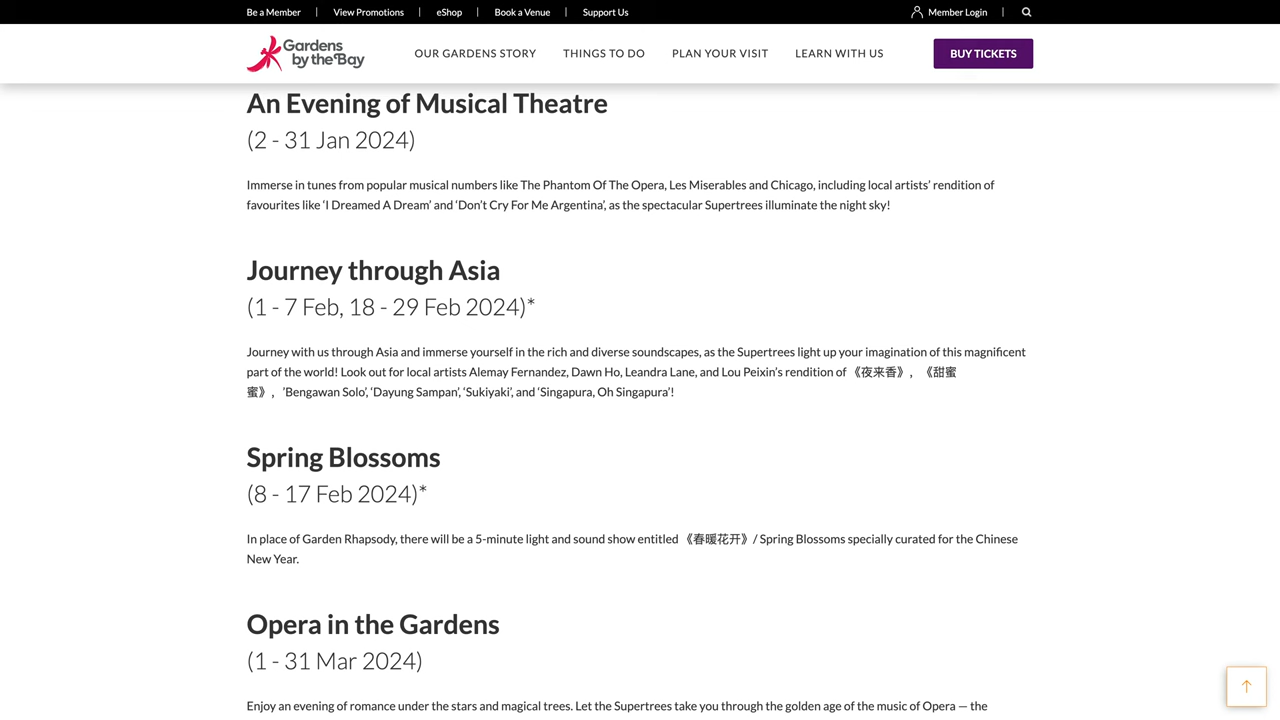 Be a Member | View Promotions | eShop | Book a Venue | Support Us Member Login |
Gardens by the Bay
OUR GARDENS STORY THINGS TO DO PLAN YOUR VISIT LEARN WITH US BUY TICKETS
An Evening of Musical Theatre
(2 - 31 Jan 2024)
Immerse in tunes from popular musical numbers like The Phantom Of The Opera, Les Miserables and Chicago, including local artists’ rendition of
favourites like ‘I Dreamed A Dream’ and ‘Don’t Cry For Me Argentina’, as the spectacular Supertrees illuminate the night sky!
Journey through Asia
(1 - 7 Feb, 18 - 29 Feb 2024)*
Journey with us through Asia and immerse yourself in the rich and diverse soundscapes, as the Supertrees light up your imagination of this magnificent
part of the world! Look out for local artists Alemay Fernandez, Dawn Ho, Leandra Lane, and Lou Peixin’s rendition of 《夜来香》，《甜蜜
蜜》，’Bengawan Solo’, ‘Dayung Sampan’, ‘Sukiyaki’, and ‘Singapura, Oh Singapura’!
Spring Blossoms
(8 - 17 Feb 2024)*
In place of Garden Rhapsody, there will be a 5-minute light and sound show entitled 《春暖花开》/ Spring Blossoms specially curated for the Chinese
New Year.
Opera in the Gardens
(1 - 31 Mar 2024)
Enjoy an evening of romance under the stars and magical trees. Let the Supertrees take you through the golden age of the music of Opera — the